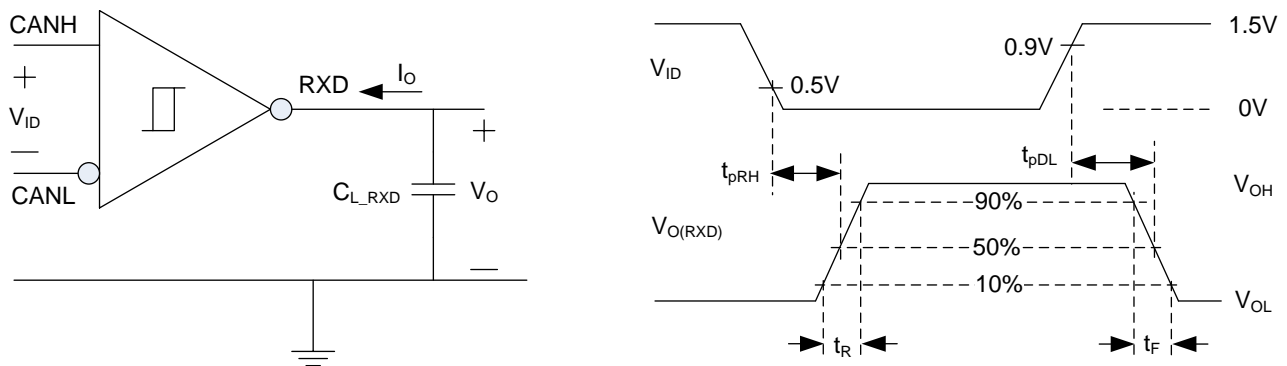 CANH
+
V_ID
—
CANL
RXD
I_O
+
C_L_RXD
V_O
—
V_ID
0.9V
1.5V
0.5V
0V
t_pRH
t_pDL
V_OH
90%
V_O(RXD)
50%
10%
V_OL
t_R
t_F